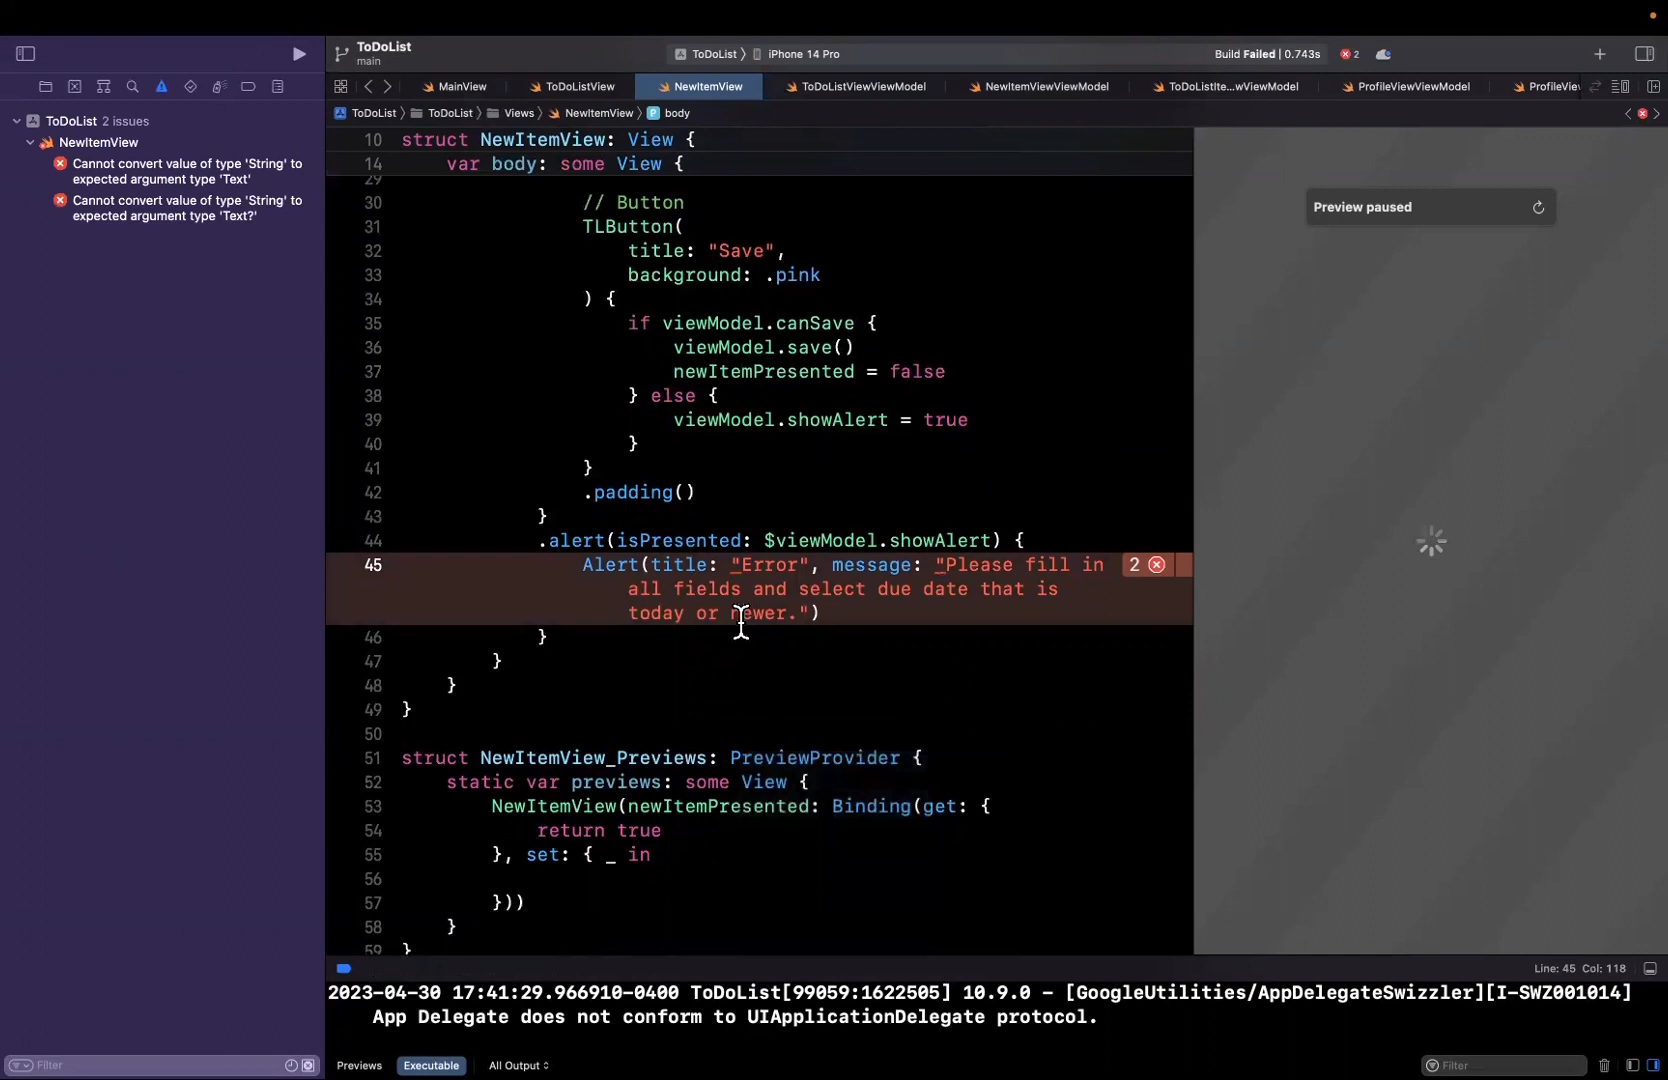 ToDoList
main
ToDoList
iPhone 14 Pro
Build Failed | 0.743s
2
MainView
ToDoListView
NewItemView
ToDoListViewViewModel
NewItemViewViewModel
ToDoListIte...wViewModel
ProfileViewViewModel
ProfileView
ToDoList
ToDoList
Views
NewItemView
body
ToDoList 2 issues
NewItemView
Cannot convert value of type 'String' to
expected argument type 'Text'
Cannot convert value of type 'String' to
expected argument type 'Text?'
10 struct NewItemView: View {
14 var body: some View {
29
30 // Button
31 TLButton(
32 title: "Save",
33 background: .pink
34 ) {
35 if viewModel.canSave {
36 viewModel.save()
37 newItemPresented = false
38 } else {
39 viewModel.showAlert = true
40 }
41 }
42 .padding()
43 }
44 .alert(isPresented: $viewModel.showAlert) {
45 Alert(title: "Error", message: "Please fill in 2
all fields and select due date that is
today or newer.")
46 }
47 }
48 }
49 }
50
51 struct NewItemView_Previews: PreviewProvider {
52 static var previews: some View {
53 NewItemView(newItemPresented: Binding(get: {
54 return true
55 }, set: { _ in
56
57 }))
58 }
59 }
Preview paused
Line: 45 Col: 118
2023-04-30 17:41:29.966910-0400 ToDoList[99059:1622505] 10.9.0 - [GoogleUtilities/AppDelegateSwizzler][I-SWZ001014]
App Delegate does not conform to UIApplicationDelegate protocol.
Filter
Previews
Executable
All Output
Filter